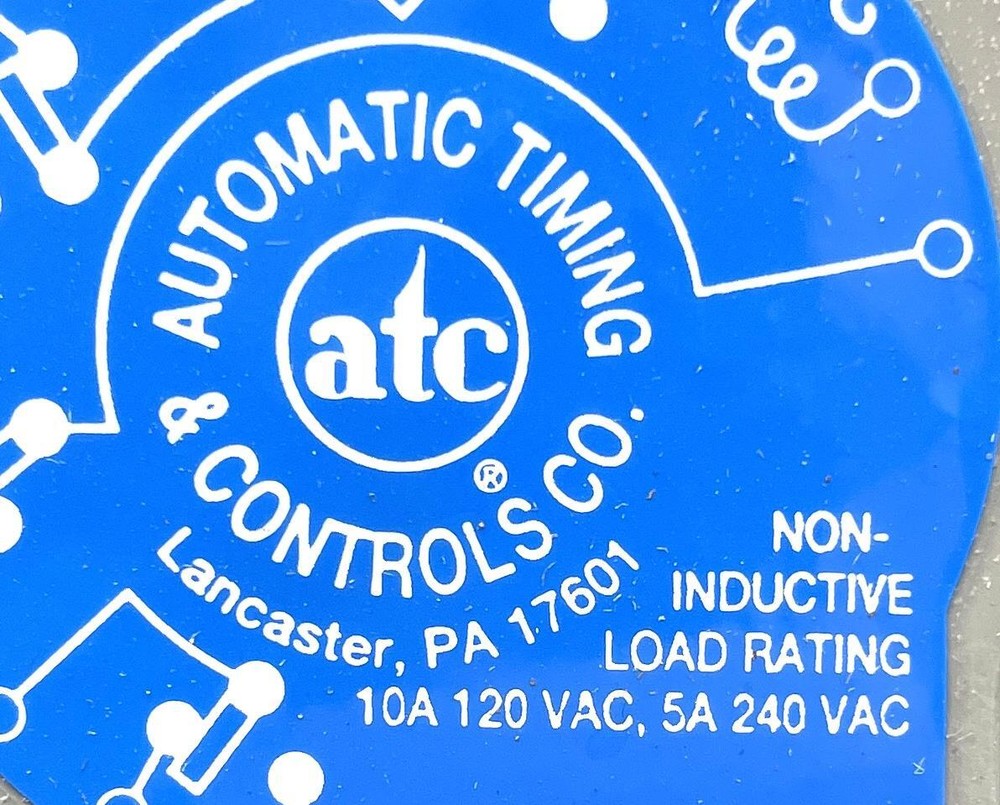 AUTOMATIC TIMING
& CONTROLS CO.
atc
®
Lancaster, PA 17601
NON-
INDUCTIVE
LOAD RATING
10A 120 VAC, 5A 240 VAC